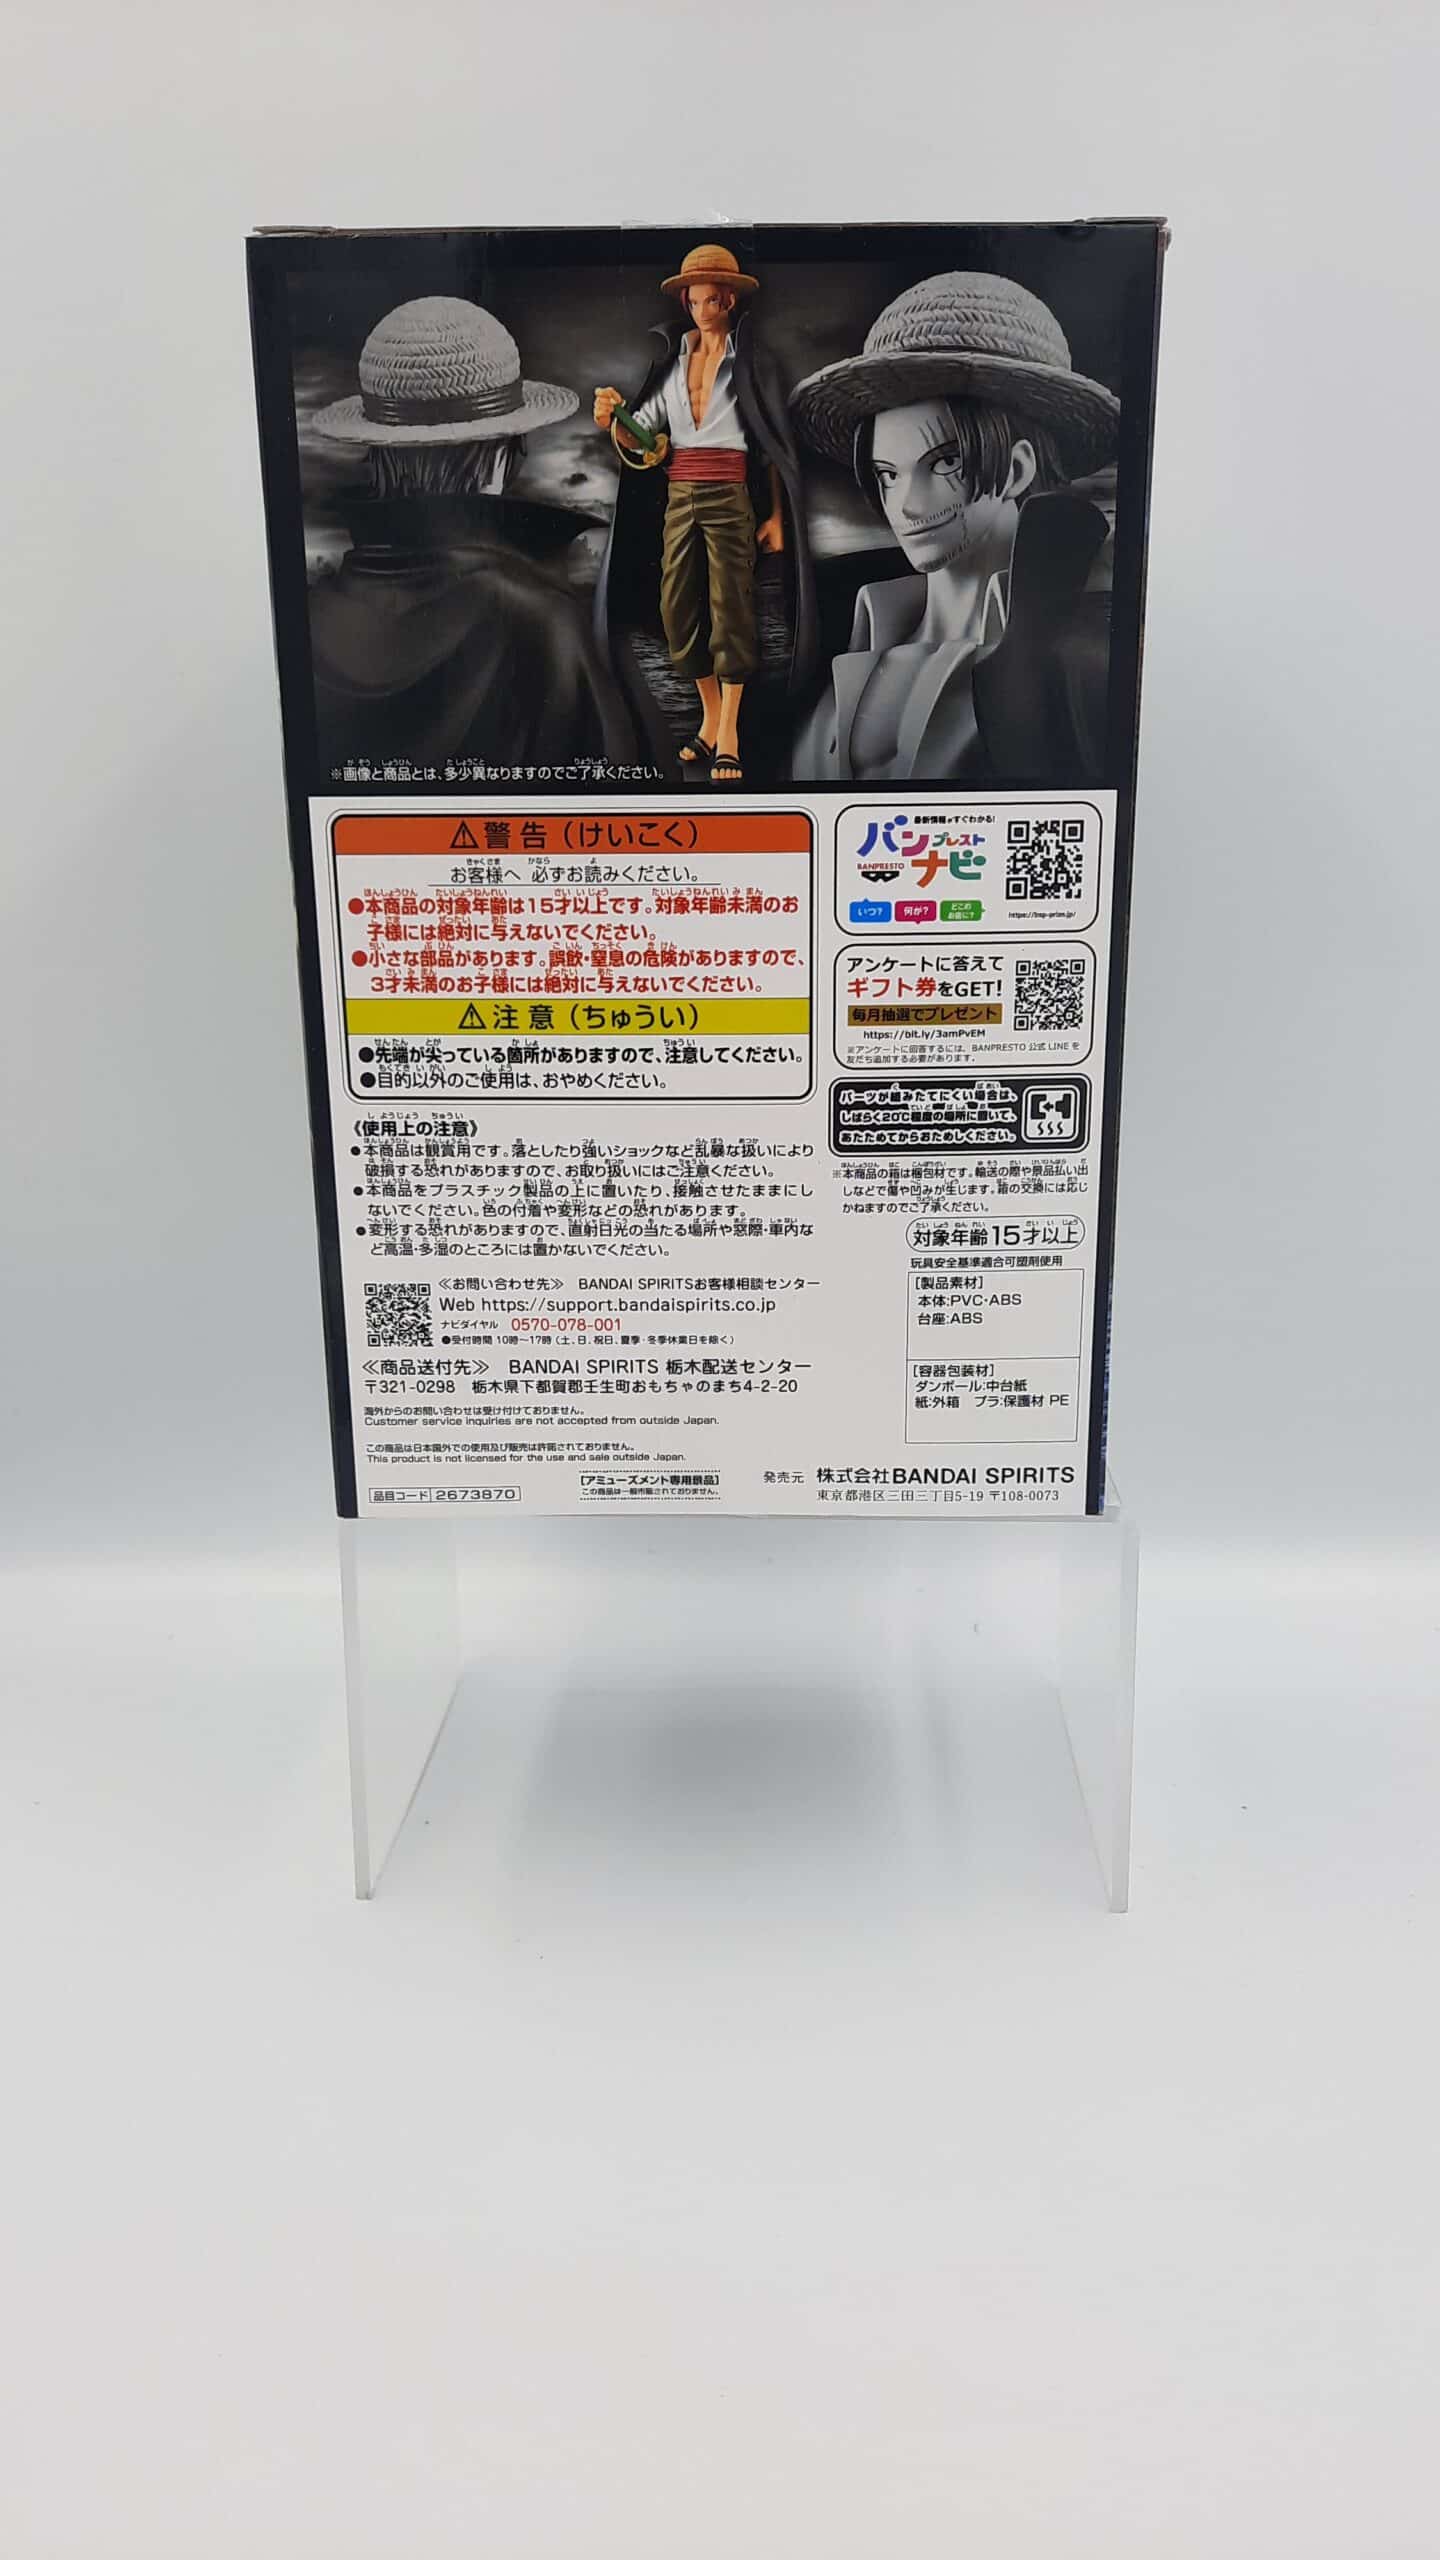 ※画像と商品とは、多少異なりますのでご了承ください。
⚠警告（けいこく）
お客様へ 必ずお読みください。
●本商品の対象年齢は15才以上です。対象年齢未満のお
子様には絶対に与えないでください。
●小さな部品があります。誤飲・窒息の危険がありますので、
3才未満のお子様には絶対に与えないでください。
⚠注意（ちゅうい）
●先端が尖っている箇所がありますので、注意してください。
●目的以外のご使用は、おやめください。
《使用上の注意》
●本商品は観賞用です。落としたり強いショックなど乱暴な扱いにより
破損する恐れがありますので、お取り扱いにはご注意ください。
●本商品をプラスチック製品の上に置いたり、接触させたままにし
ないでください。色の付着や変形などの恐れがあります。
●変形する恐れがありますので、直射日光の当たる場所や窓際・車内な
ど高温・多湿のところには置かないでください。
≪お問い合わせ先≫ BANDAI SPIRITSお客様相談センター
Web https://support.bandaispirits.co.jp
ナビダイヤル 0570-078-001
●受付時間 10時～17時（土、日、祝日、夏季・冬季休業日を除く）
≪商品送付先≫ BANDAI SPIRITS 栃木配送センター
〒321-0298 栃木県下都賀郡壬生町おもちゃのまち4-2-20
海外からのお問い合わせは受け付けておりません。
Customer service inquiries are not accepted from outside Japan.
この商品は日本国外での使用及び販売は許諾されておりません。
This product is not licensed for the use and sale outside Japan.
品目コード 2673870
[アミューズメント専用景品]
この商品は一般市販されておりません。
最新情報がすぐわかる!
バンプレスト
BANPRESTO ナビ
いつ? 何が? どこのお店に?
https://bsp-prize.jp/
アンケートに答えて
ギフト券をGET!
毎月抽選でプレゼント
https://bit.ly/3amPvEM
※アンケートに回答するには、BANPRESTO 公式 LINE を
友だち追加する必要があります。
パーツが組みたてにくい場合は、
しばらく20℃程度の場所に置いて、
あたためてからおためしください。
※本商品の箱は梱包材です。輸送の際や景品払い出
しなどで傷や凹みが生じます。箱の交換には応じ
かねますのでご了承ください。
対象年齢15才以上
玩具安全基準適合可塑剤使用
[製品素材]
本体:PVC・ABS
台座:ABS
[容器包装材]
ダンボール:中台紙
紙:外箱 プラ:保護材 PE
発売元 株式会社BANDAI SPIRITS
東京都港区三田三丁目5-19 〒108-0073